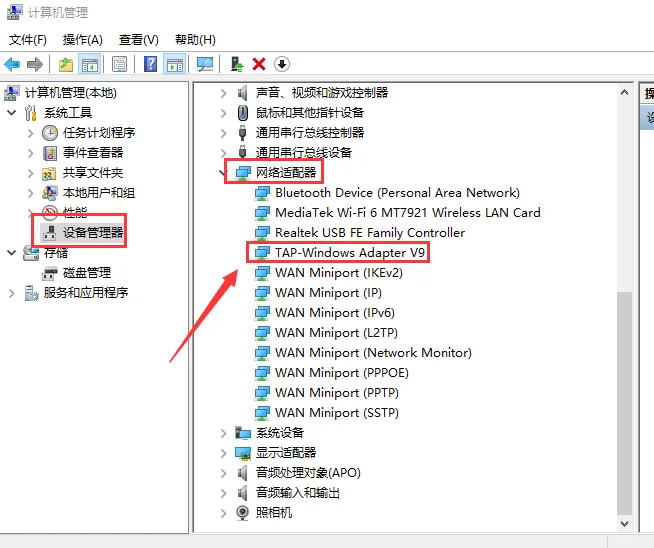 计算机管理
文件(F) 操作(A) 查看(V) 帮助(H)
计算机管理(本地)
系统工具
任务计划程序
事件查看器
共享文件夹
本地用户和组
性能
设备管理器
存储
磁盘管理
服务和应用程序
声音、视频和游戏控制器
鼠标和其他指针设备
通用串行总线控制器
通用串行总线设备
网络适配器
Bluetooth Device (Personal Area Network)
MediaTek Wi-Fi 6 MT7921 Wireless LAN Card
Realtek USB FE Family Controller
TAP-Windows Adapter V9
WAN Miniport (IKEv2)
WAN Miniport (IP)
WAN Miniport (IPv6)
WAN Miniport (L2TP)
WAN Miniport (Network Monitor)
WAN Miniport (PPPOE)
WAN Miniport (PPTP)
WAN Miniport (SSTP)
系统设备
显示适配器
音频处理对象(APO)
音频输入和输出
照相机